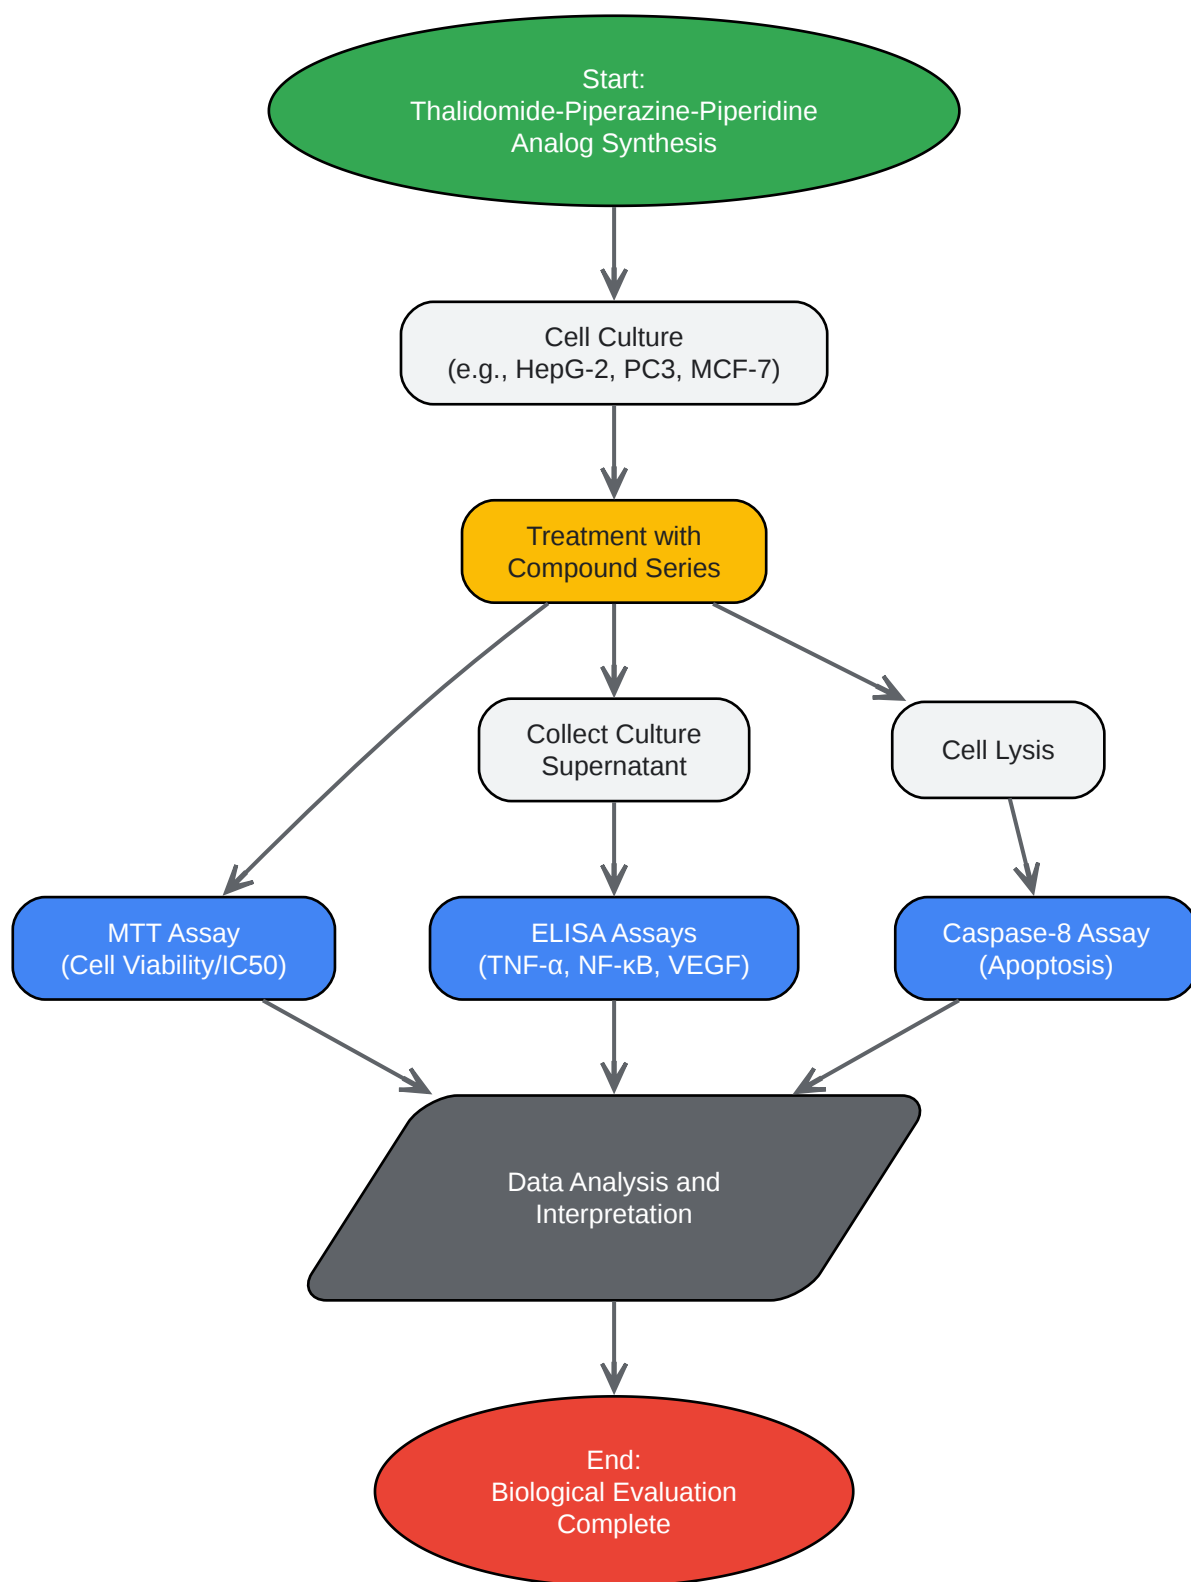 Start:
Thalidomide-Piperazine-Piperidine
Analog Synthesis
Cell Culture
(e.g., HepG-2, PC3, MCF-7)
Treatment with
Compound Series
Collect Culture
Supernatant
Cell Lysis
MTT Assay
(Cell Viability/IC50)
ELISA Assays
(TNF-α, NF-κB, VEGF)
Caspase-8 Assay
(Apoptosis)
Data Analysis and
Interpretation
End:
Biological Evaluation
Complete